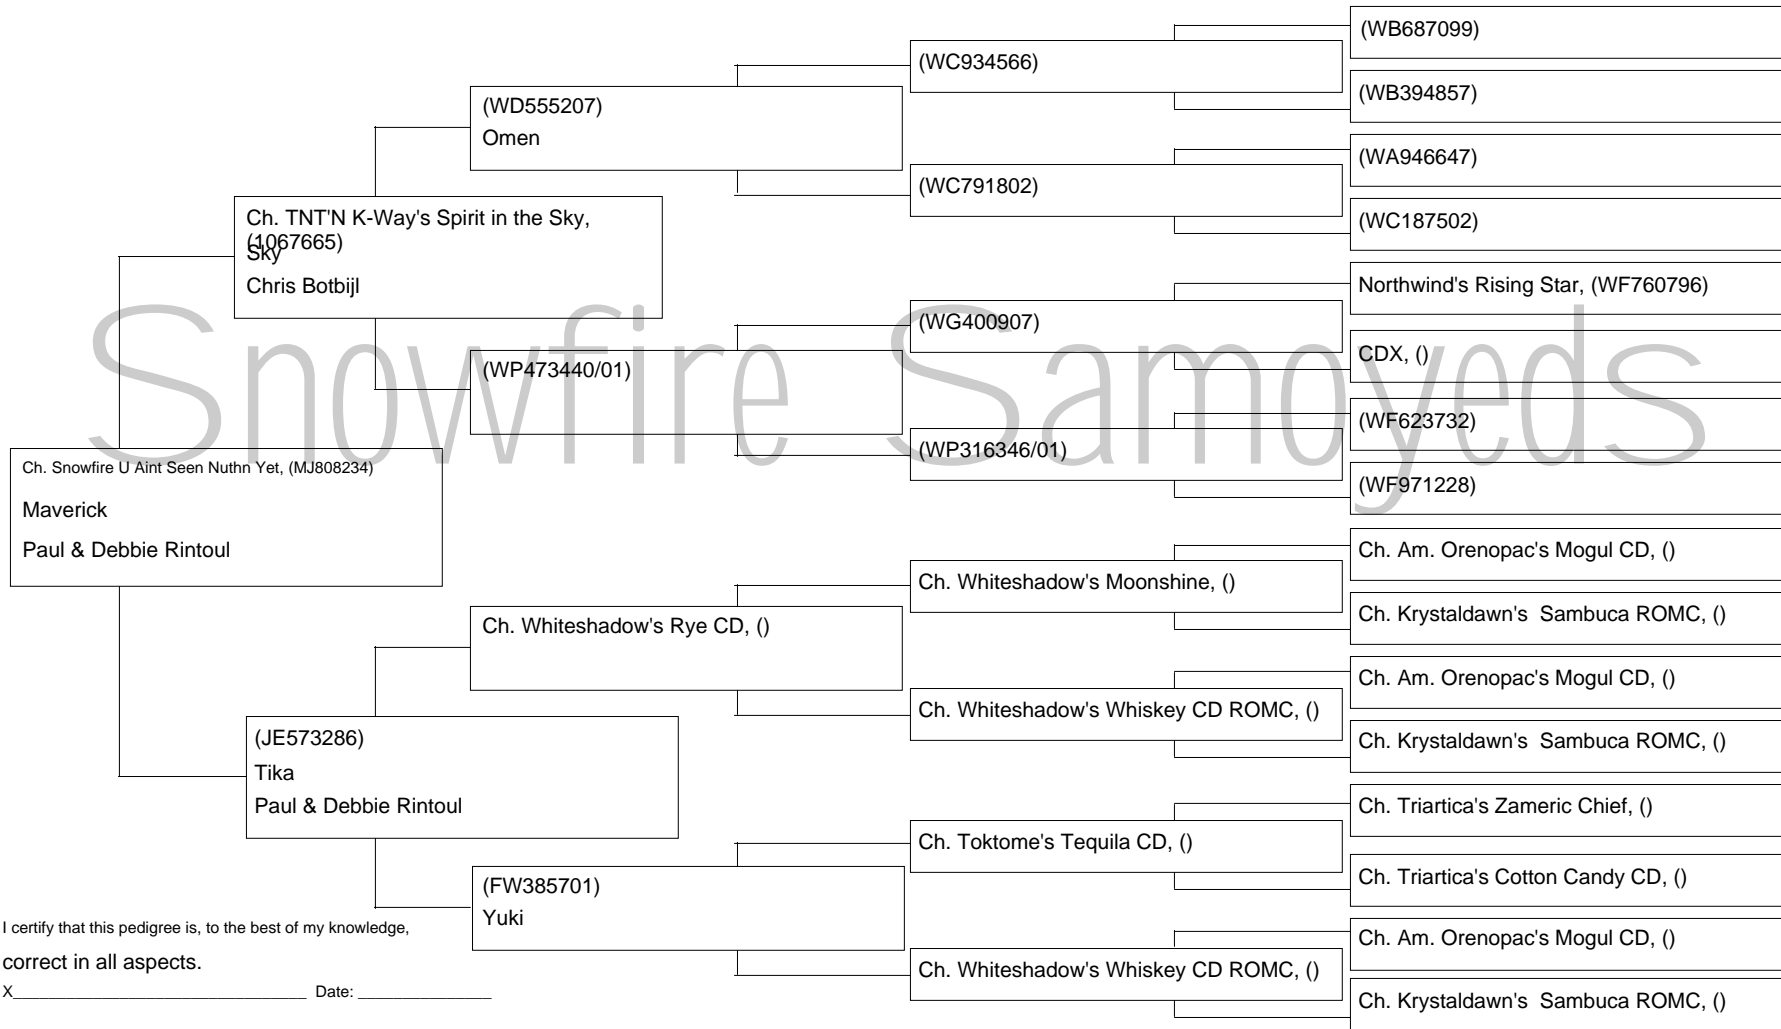 Snowfire Samoyeds
Ch. Snowfire U Aint Seen Nuthn Yet, (MJ808234)
Maverick
Paul & Debbie Rintoul
Ch. TNT'N K-Way's Spirit in the Sky,
(1067665)
Sky
Chris Botbijl
(JE573286)
Tika
Paul & Debbie Rintoul
(WD555207)
Omen
(WP473440/01)
Ch. Whiteshadow's Rye CD, ()
(FW385701)
Yuki
(WC934566)
(WC791802)
(WG400907)
(WP316346/01)
Ch. Whiteshadow's Moonshine, ()
Ch. Whiteshadow's Whiskey CD ROMC, ()
Ch. Toktome's Tequila CD, ()
Ch. Whiteshadow's Whiskey CD ROMC, ()
(WB687099)
(WB394857)
(WA946647)
(WC187502)
Northwind's Rising Star, (WF760796)
CDX, ()
(WF623732)
(WF971228)
Ch. Am. Orenopac's Mogul CD, ()
Ch. Krystaldawn's  Sambuca ROMC, ()
Ch. Am. Orenopac's Mogul CD, ()
Ch. Krystaldawn's  Sambuca ROMC, ()
Ch. Triartica's Zameric Chief, ()
Ch. Triartica's Cotton Candy CD, ()
Ch. Am. Orenopac's Mogul CD, ()
Ch. Krystaldawn's  Sambuca ROMC, ()
I certify that this pedigree is, to the best of my knowledge,
correct in all aspects.
X_________________________________ Date: _______________